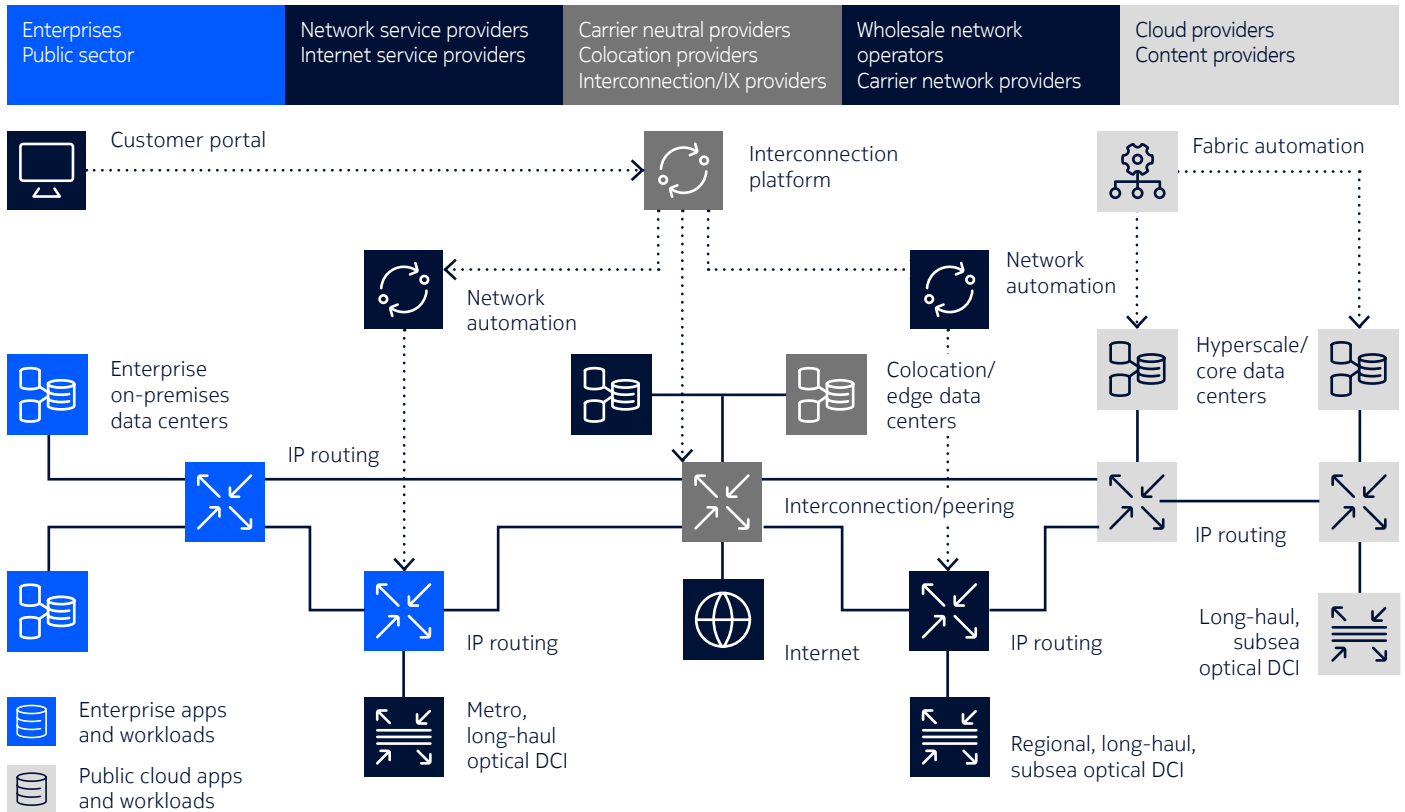 Enterprises
Public sector
Network service providers
Internet service providers
Carrier neutral providers
Colocation providers
Interconnection/IX providers
Wholesale network
operators
Carrier network providers
Cloud providers
Content providers
Customer portal
Interconnection
platform
Fabric automation
Network
automation
Network
automation
Enterprise
on-premises
data centers
Colocation/
edge data
centers
Hyperscale/
core data
centers
IP routing
Interconnection/peering
IP routing
IP routing
Internet
IP routing
Long-haul,
subsea
optical DCI
Metro,
long-haul
optical DCI
Regional, long-haul,
subsea optical DCI
Enterprise apps
and workloads
Public cloud apps
and workloads